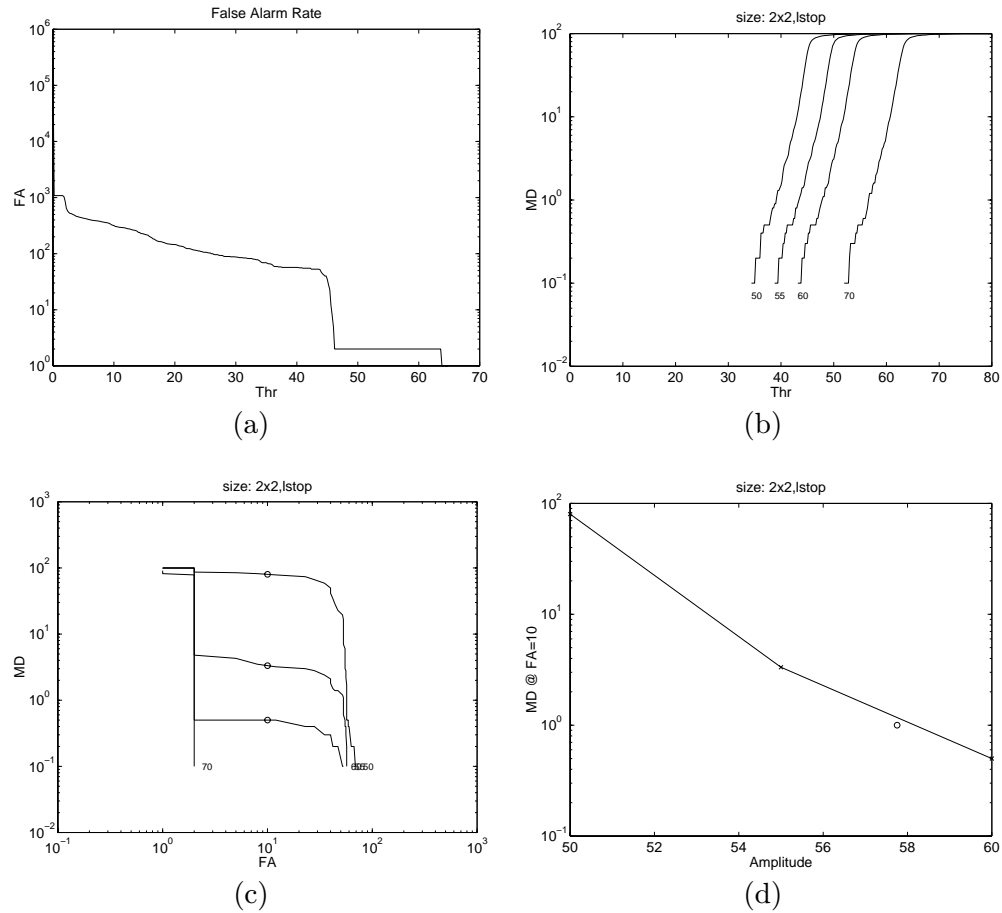 False Alarm Rate
10^6
10^5
10^4
10^3
10^2
10^1
10^0
FA
0 10 20 30 40 50 60 70
Thr
(a)
size: 2x2,lstop
10^2
10^1
10^0
10^-1
10^-2
MD
50 55 60 70
0 10 20 30 40 50 60 70 80
Thr
(b)
size: 2x2,lstop
10^3
10^2
10^1
10^0
10^-1
10^-2
MD
70
10^-1 10^0 10^1 10^2 10^3
FA
(c)
size: 2x2,lstop
10^2
10^1
10^0
10^-1
MD @ FA=10
50 52 54 56 58 60
Amplitude
(d)